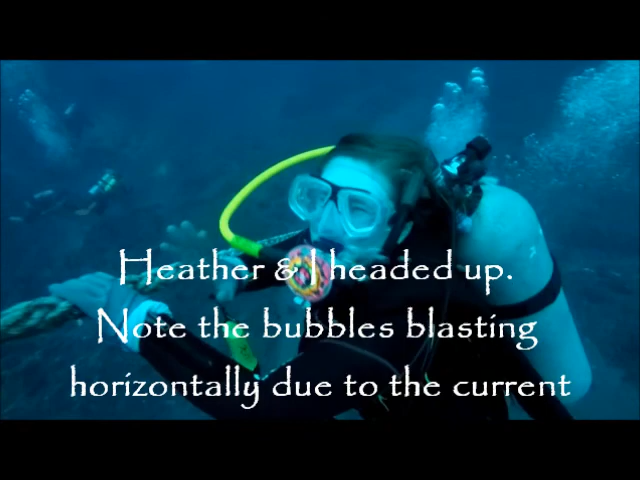 Heather & I headed up.
Note the bubbles blasting
horizontally due to the current